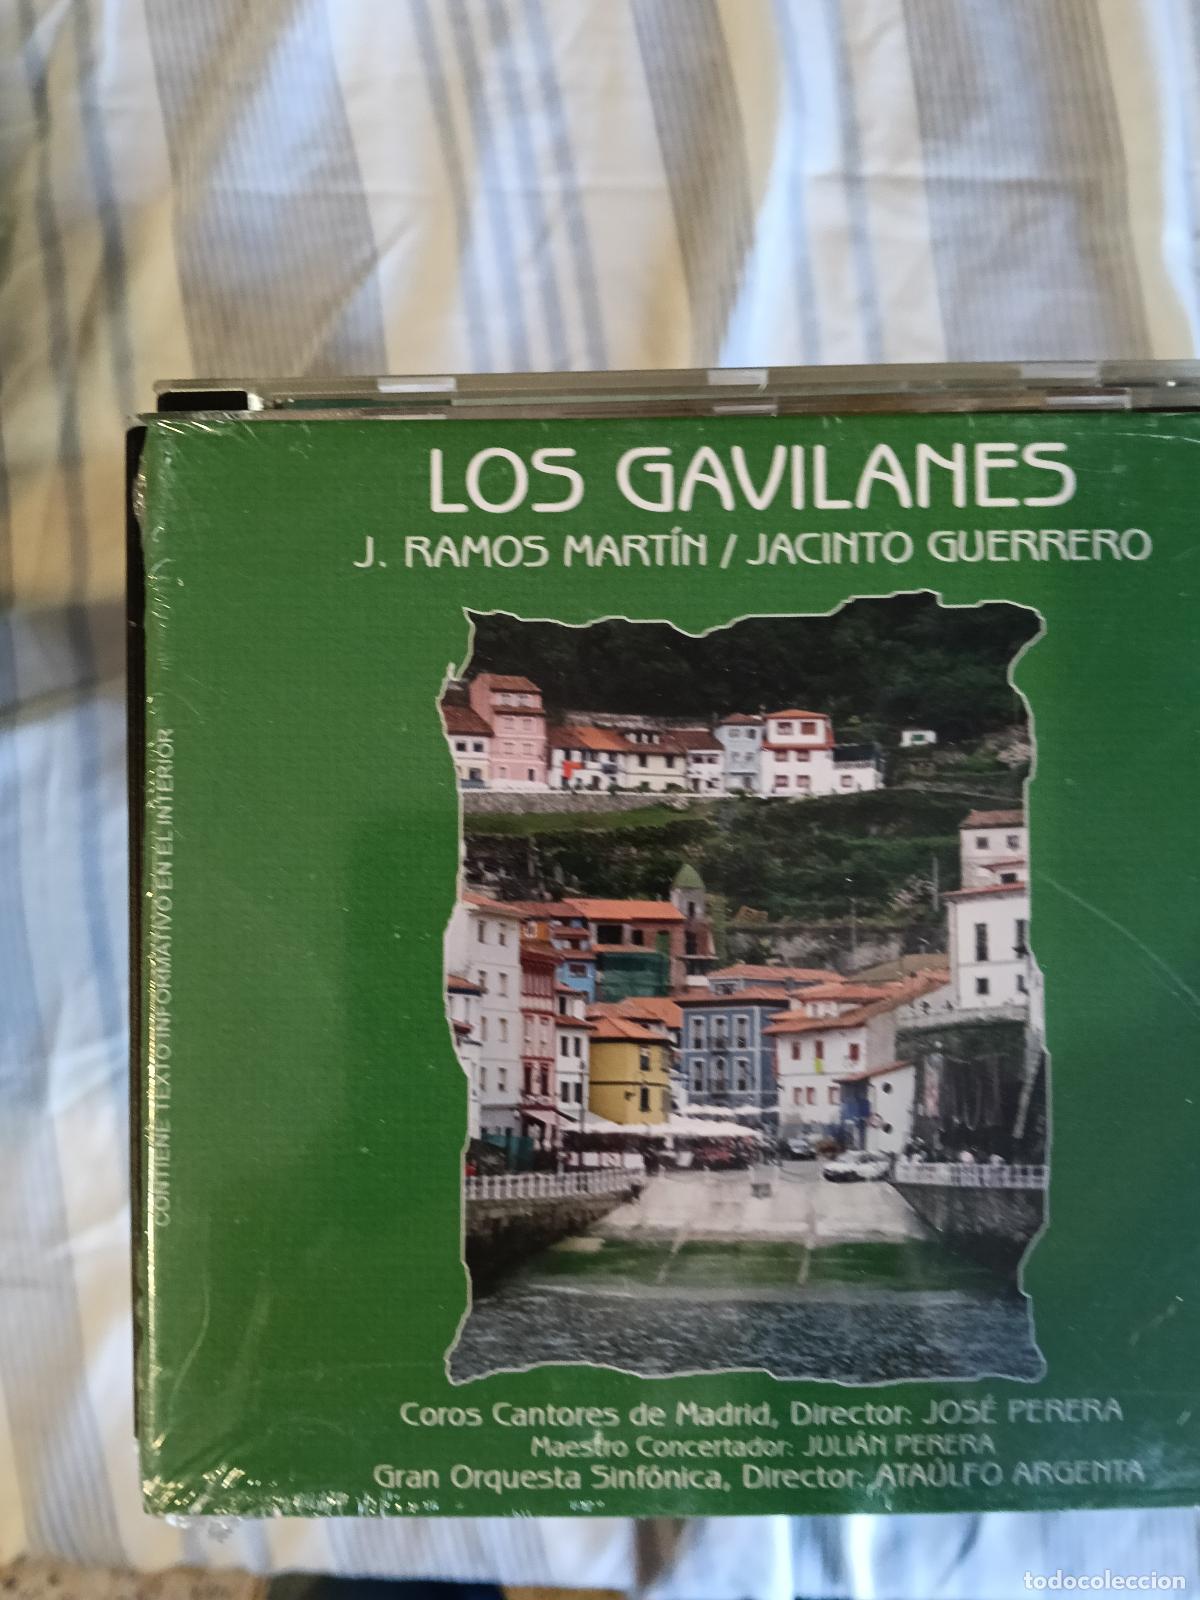 LOS GAVILANES
J. RAMOS MARTÍN / JACINTO GUERRERO
CONTIENE TEXTO INFORMATIVO EN EL INTERIOR
Coros Cantores de Madrid, Director: JOSÉ PERERA
Maestro Concertador: JULIÁN PERERA
Gran Orquesta Sinfónica, Director: ATAÚLFO ARGENTA
todocoleccion